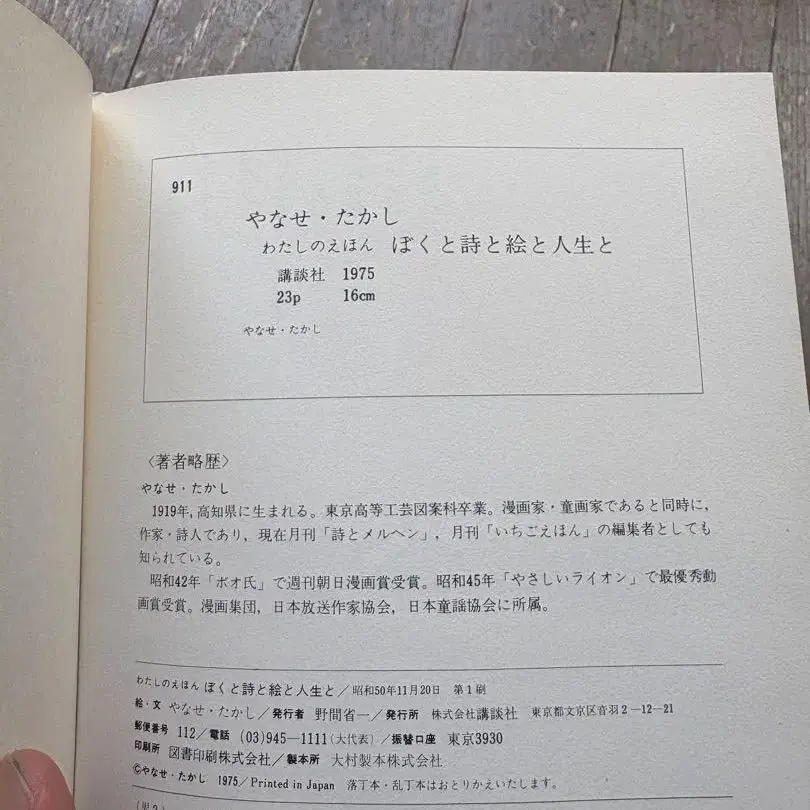 911
やなせ・たかし
わたしのえほん ぼくと詩と絵と人生と
講談社 1975
23p 16cm
やなせ・たかし
〈著者略歴〉
やなせ・たかし
1919年,高知県に生まれる。東京高等工芸図案科卒業。漫画家・童画家であると同時に,
作家・詩人であり,現在月刊「詩とメルヘン」,月刊「いちごえほん」の編集者としても
知られている。
昭和42年「ボオ氏」で週刊朝日漫画賞受賞。昭和45年「やさしいライオン」で最優秀動
画賞受賞。漫画集団,日本放送作家協会,日本童謡協会に所属。
わたしのえほん ぼくと詩と絵と人生と/昭和50年11月20日 第1刷
絵・文 やなせ・たかし/発行者 野間省一/発行所 株式会社講談社 東京都文京区音羽2-12-21
郵便番号 112/電話 (03)945-1111(大代表)/振替口座 東京3930
印刷所 図書印刷株式会社/製本所 大村製本株式会社
©やなせ・たかし 1975/Printed in Japan 落丁本・乱丁本はおとりかえいたします。